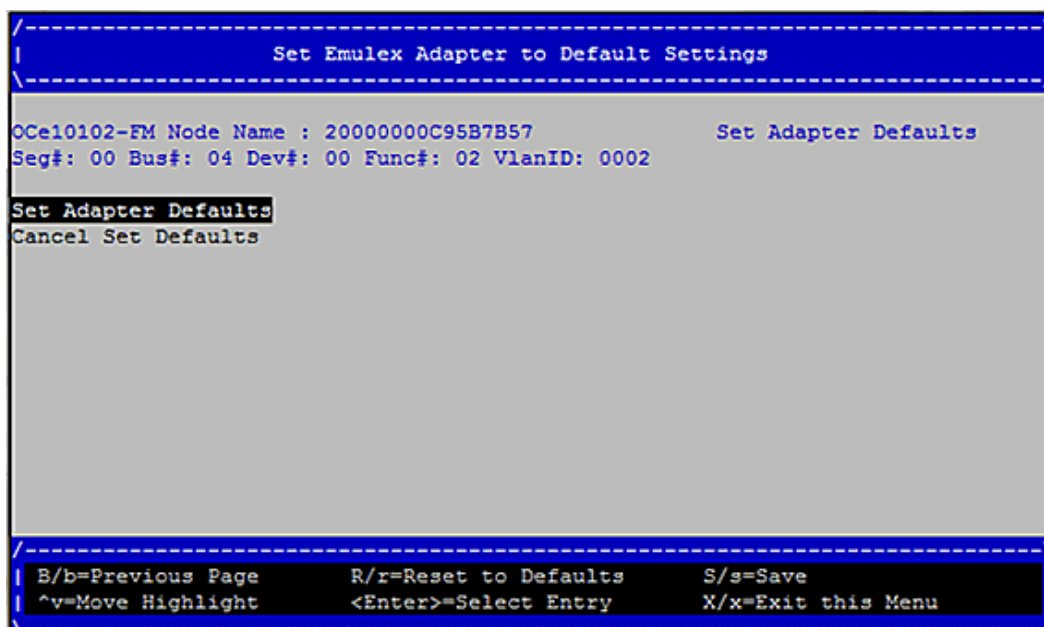 /------------------------------------------------------------------------------
| Set Emulex Adapter to Default Settings
\------------------------------------------------------------------------------
OCe10102-FM Node Name : 20000000C95B7B57 Set Adapter Defaults
Seg#: 00 Bus#: 04 Dev#: 00 Func#: 02 VlanID: 0002
Set Adapter Defaults
Cancel Set Defaults
/------------------------------------------------------------------------------
| B/b=Previous Page R/r=Reset to Defaults S/s=Save
| ^v=Move Highlight <Enter>=Select Entry X/x=Exit this Menu